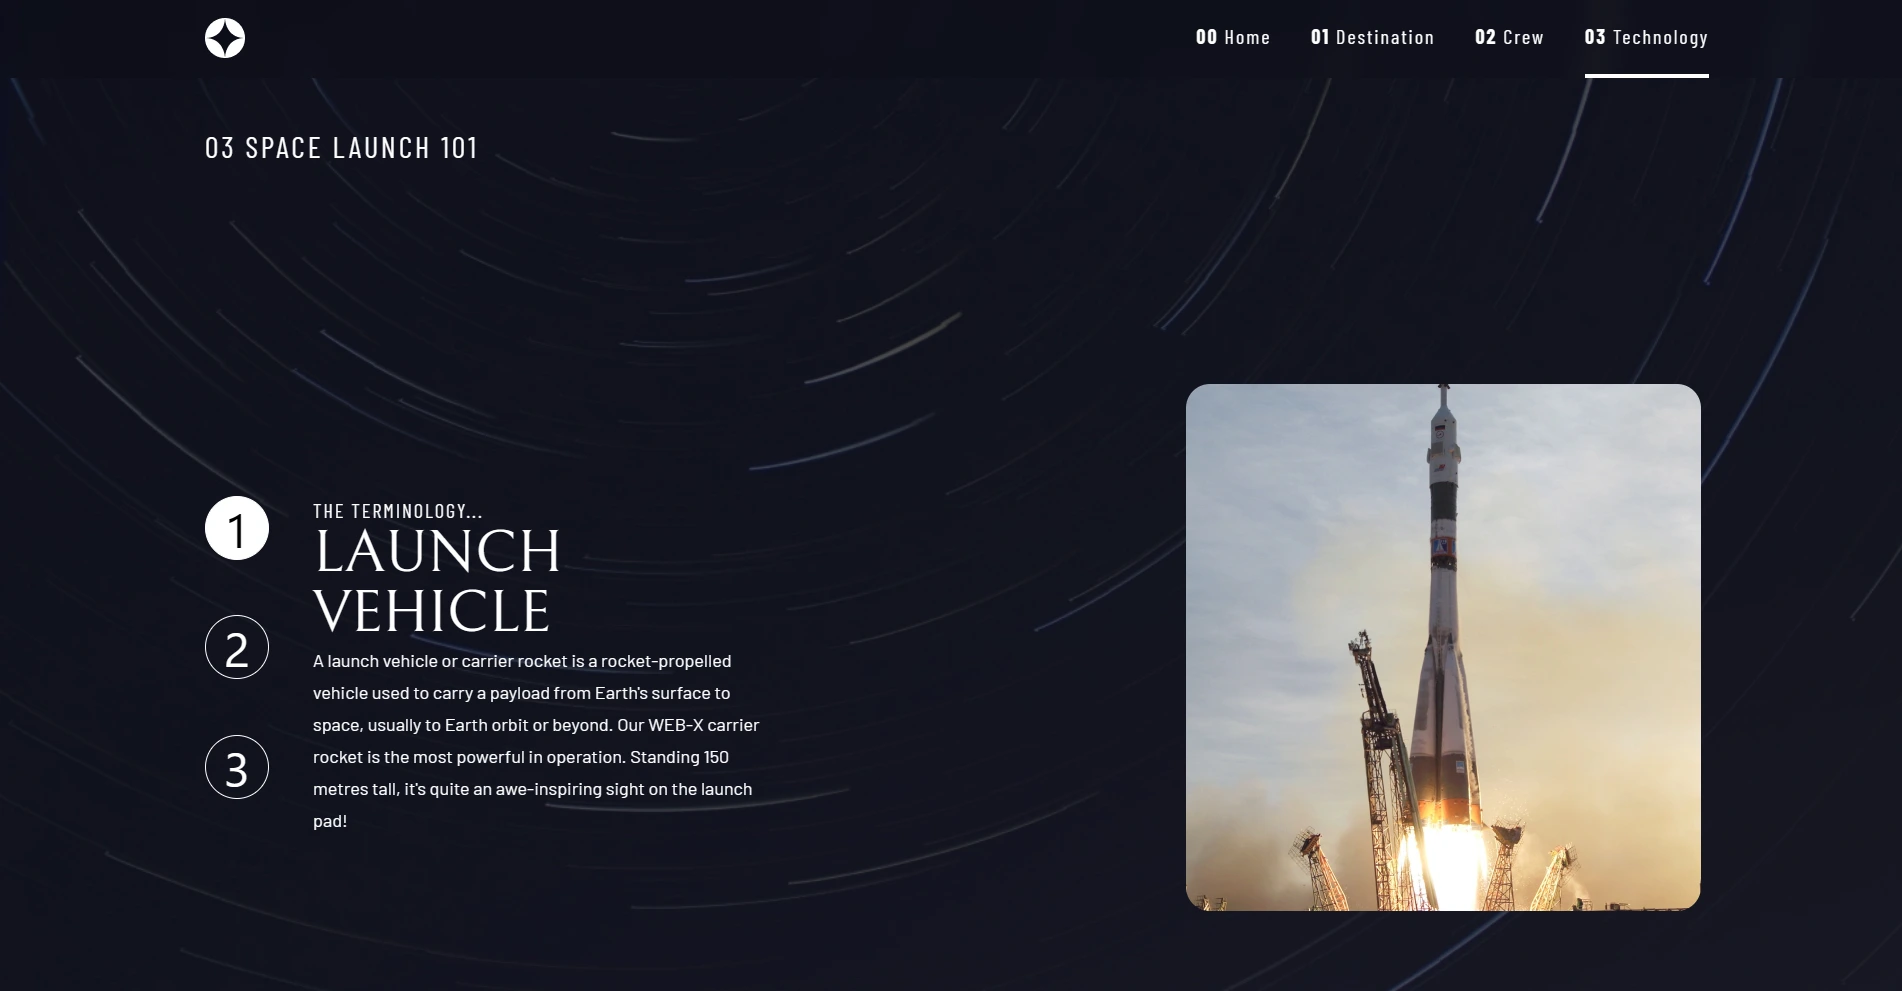 00 Home 01 Destination 02 Crew 03 Technology
03 SPACE LAUNCH 101
1
THE TERMINOLOGY...
LAUNCH
VEHICLE
2
A launch vehicle or carrier rocket is a rocket-propelled
vehicle used to carry a payload from Earth's surface to
space, usually to Earth orbit or beyond. Our WEB-X carrier
3
rocket is the most powerful in operation. Standing 150
metres tall, it's quite an awe-inspiring sight on the launch
pad!